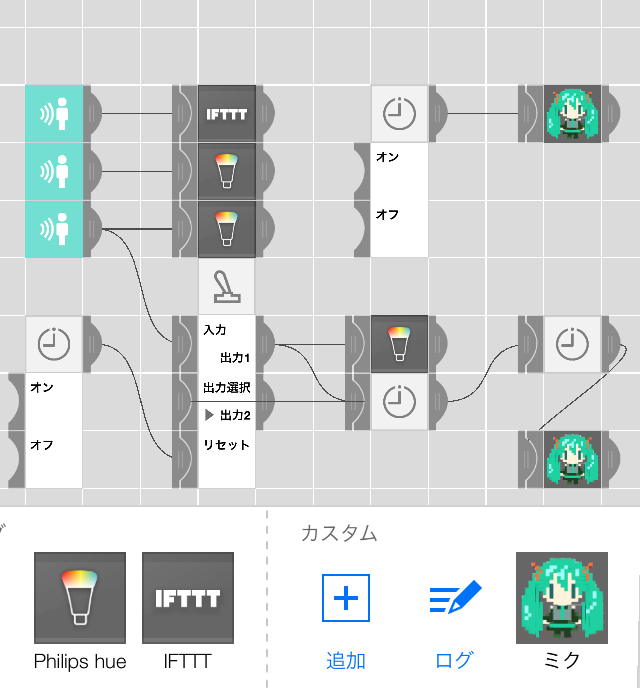 IFTTT
オン
オフ
入力
出力1
出力選択
▶ 出力2
リセット
オン
オフ
グ
カスタム
IFTTT
Philips hue
IFTTT
追加
ログ
ミク